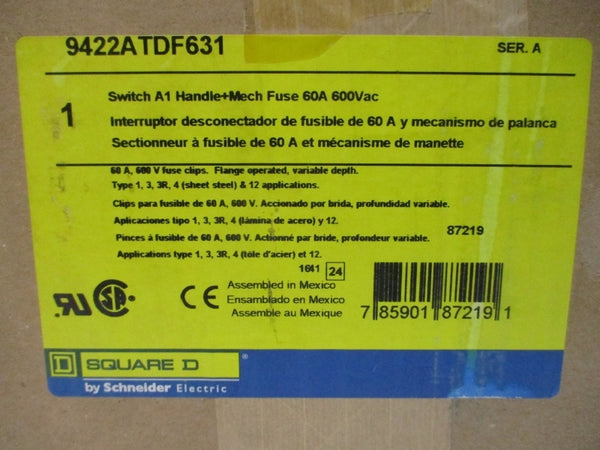 9422ATDF631 SER. A
1
Switch A1 Handle+Mech Fuse 60A 600Vac
Interruptor desconectador de fusible de 60 A y mecanismo de palanca
Sectionneur à fusible de 60 A et mécanisme de manette
60 A, 600 V fuse clips. Flange operated, variable depth.
Type 1, 3, 3R, 4 (sheet steel) & 12 applications.
Clips para fusible de 60 A, 600 V. Accionado por brida, profundidad variable.
Aplicaciones tipo 1, 3, 3R, 4 (lámina de acero) y 12.
87219
Pinces à fusible de 60 A, 600 V. Actionné par bride, profondeur variable.
Applications type 1, 3, 3R, 4 (tôle d'acier) et 12.
1641 24
Assembled in Mexico
Ensamblado en Mexico
Assemble au Mexique
RU SA CE
7 85901 87219 1
D SQUARE D ®
by Schneider Electric